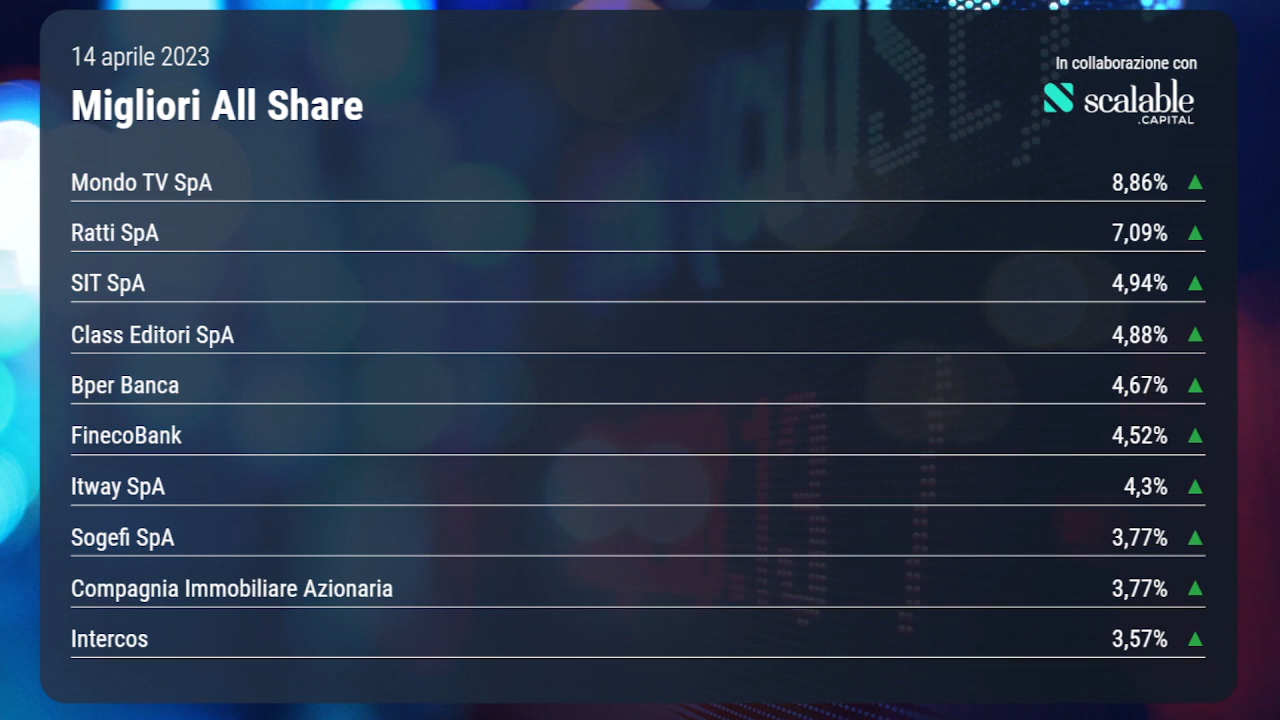 14 aprile 2023
In collaborazione con
Migliori All Share
scalable
.CAPITAL
Mondo TV SpA 8,86% ▲
Ratti SpA 7,09% ▲
SIT SpA 4,94% ▲
Class Editori SpA 4,88% ▲
Bper Banca 4,67% ▲
FinecoBank 4,52% ▲
Itway SpA 4,3% ▲
Sogefi SpA 3,77% ▲
Compagnia Immobiliare Azionaria 3,77% ▲
Intercos 3,57% ▲